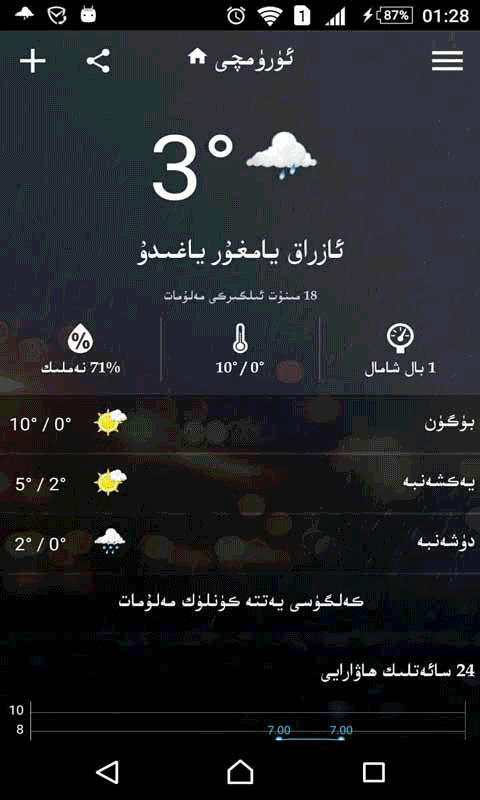 1 87% 01:28
ئۈرۈمچى
3°
ئازراق يامغۇر ياغىدۇ
18 مىنۇت ئىلگىركى مەلۇمات
1 بال شامال
10° / 0°
71% نەملىك
بۈگۈن 10° / 0°
يەكشەنبە 5° / 2°
دۈشەنبە 2° / 0°
كەلگۈسى يەتتە كۈنلۈك مەلۇمات
24 سائەتلىك ھاۋارايى
10
8
7.00 7.00